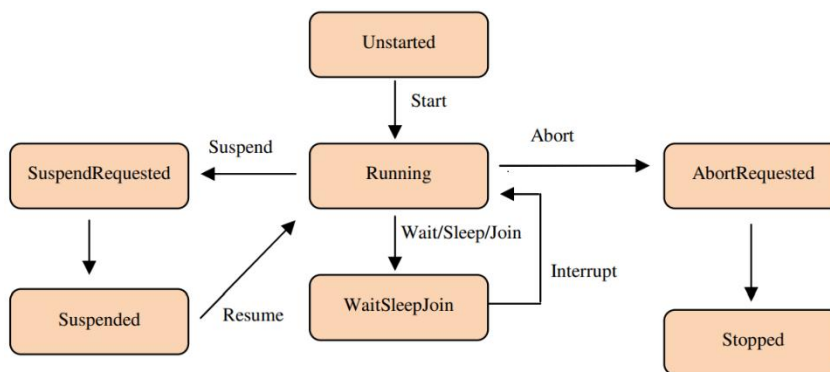 Unstarted
Start
Suspend
Abort
SuspendRequested
Running
AbortRequested
Wait/Sleep/Join
Interrupt
Suspended
Resume
WaitSleepJoin
Stopped